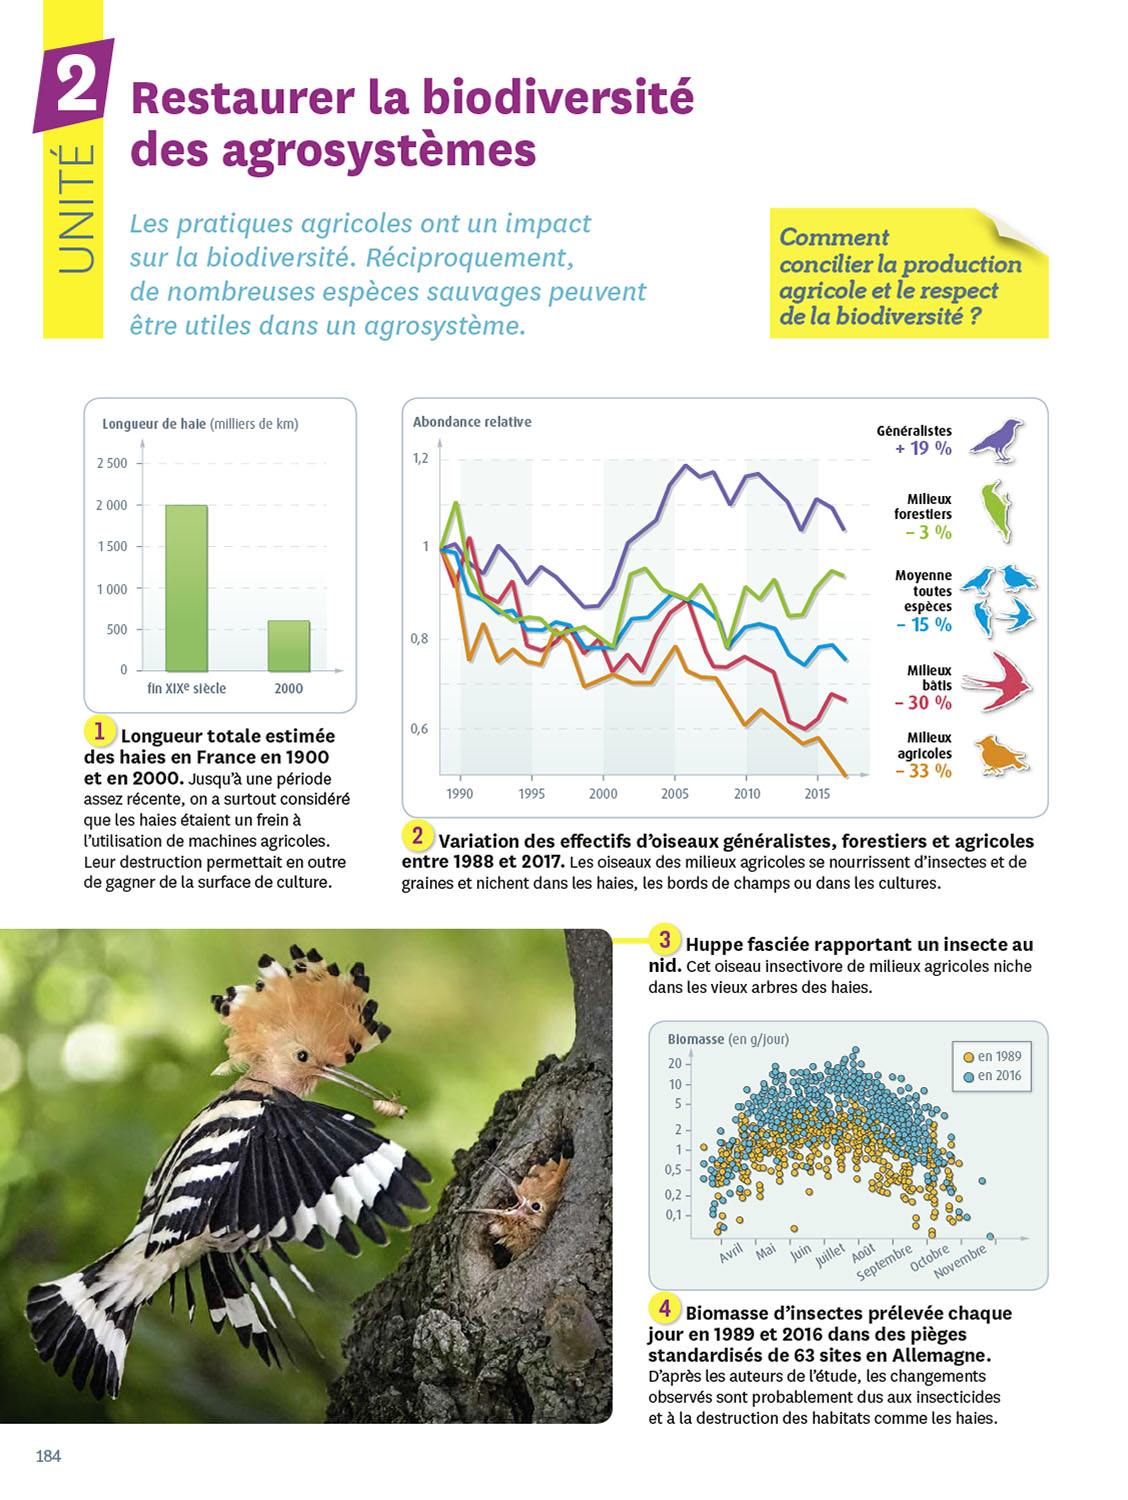 2
UNITÉ
Restaurer la biodiversité
des agrosystèmes
Les pratiques agricoles ont un impact
sur la biodiversité. Réciproquement,
de nombreuses espèces sauvages peuvent
être utiles dans un agrosystème.
Comment
concilier la production
agricole et le respect
de la biodiversité ?
Longueur de haie (milliers de km)
2 500
2 000
1 500
1 000
500
0
fin XIXe siècle
2000
1 Longueur totale estimée
des haies en France en 1900
et en 2000. Jusqu'à une période
assez récente, on a surtout considéré
que les haies étaient un frein à
l'utilisation de machines agricoles.
Leur destruction permettait en outre
de gagner de la surface de culture.
Abondance relative
1,2
1
0,8
0,6
1990
1995
2000
2005
2010
2015
Généralistes
+ 19 %
Milieux
forestiers
– 3 %
Moyenne
toutes
espèces
– 15 %
Milieux
bâtis
– 30 %
Milieux
agricoles
– 33 %
2 Variation des effectifs d'oiseaux généralistes, forestiers et agricoles
entre 1988 et 2017. Les oiseaux des milieux agricoles se nourrissent d'insectes et de
graines et nichent dans les haies, les bords de champs ou dans les cultures.
3 Huppe fasciée rapportant un insecte au
nid. Cet oiseau insectivore de milieux agricoles niche
dans les vieux arbres des haies.
Biomasse (en g/jour)
20
10
5
2
1
0,5
0,2
0,1
en 1989
en 2016
Avril
Mai
Juin
Juillet
Août
Septembre
Octobre
Novembre
4 Biomasse d'insectes prélevée chaque
jour en 1989 et 2016 dans des pièges
standardisés de 63 sites en Allemagne.
D'après les auteurs de l'étude, les changements
observés sont probablement dus aux insecticides
et à la destruction des habitats comme les haies.
184